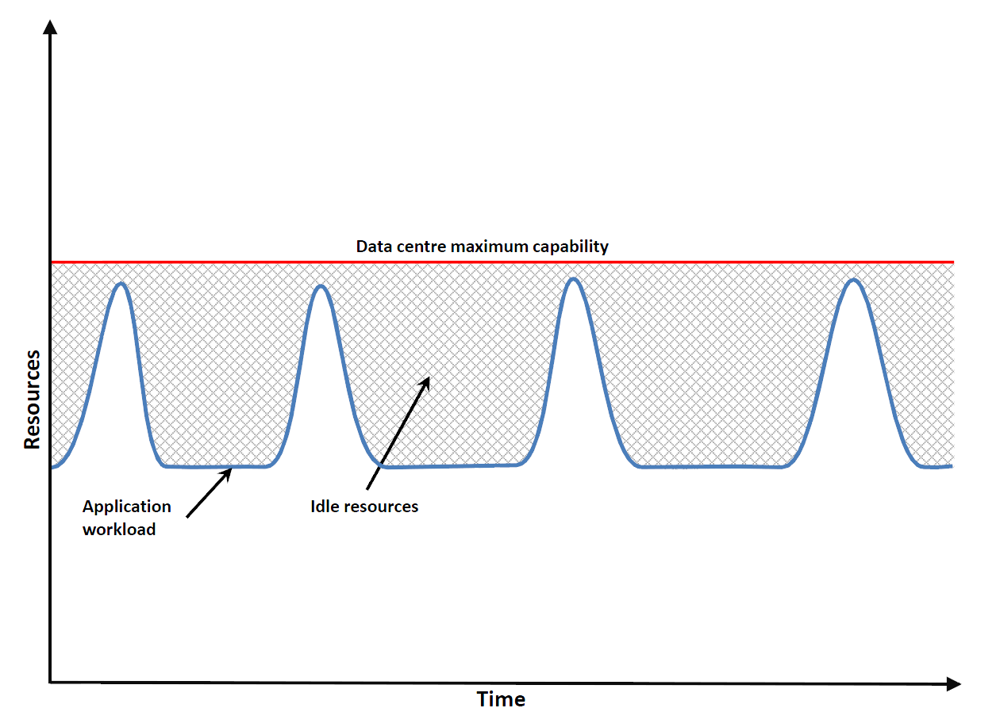 Data centre maximum capability
Resources
Application
workload
Idle resources
Time